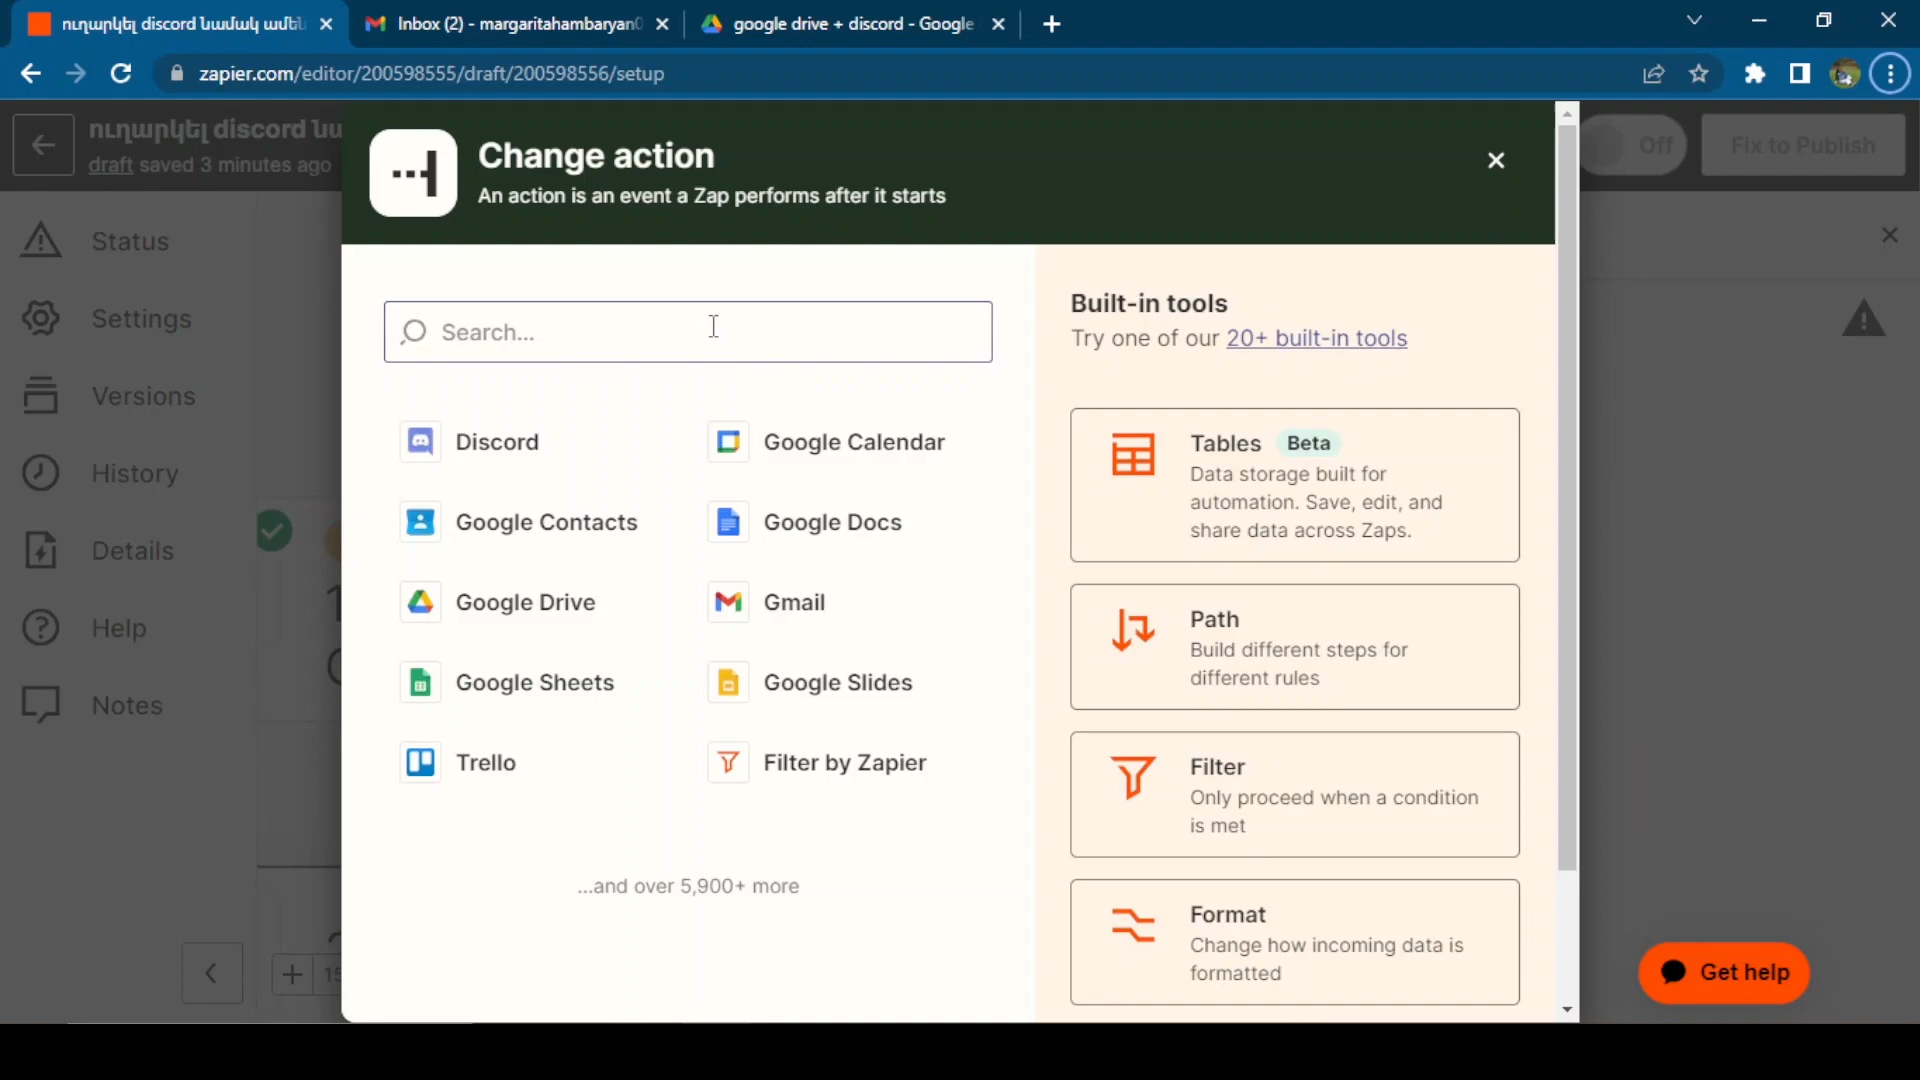 ուղարկել discord նամակ ամեն
Inbox (2) - margaritahambaryan0
google drive + discord - Google
zapier.com/editor/200598555/draft/200598556/setup
ուղարկել discord նա
draft saved 3 minutes ago
Change action
An action is an event a Zap performs after it starts
Off
Fix to Publish
Status
Settings
Versions
History
Details
Help
Notes
Search...
Discord
Google Calendar
Google Contacts
Google Docs
Google Drive
Gmail
Google Sheets
Google Slides
Trello
Filter by Zapier
...and over 5,900+ more
Built-in tools
Try one of our 20+ built-in tools
Tables Beta
Data storage built for
automation. Save, edit, and
share data across Zaps.
Path
Build different steps for
different rules
Filter
Only proceed when a condition
is met
Format
Change how incoming data is
formatted
Get help